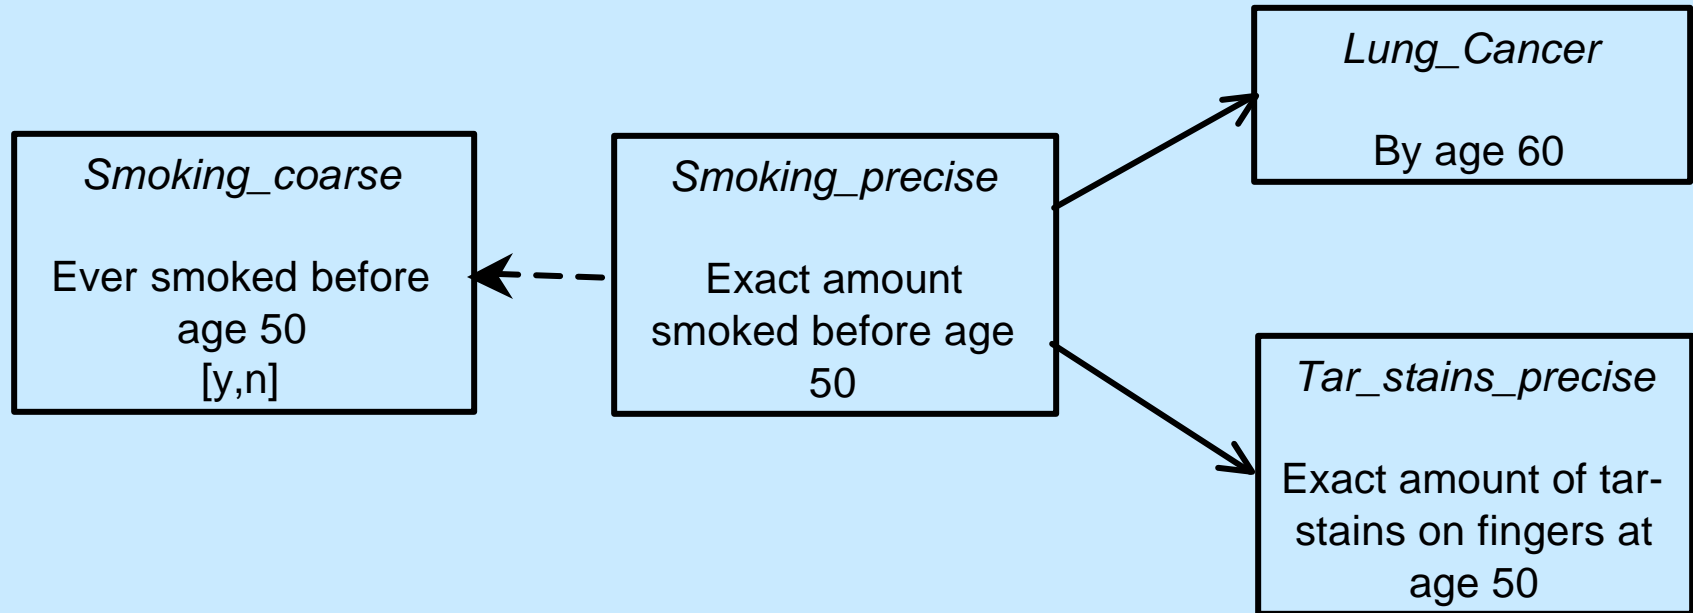 Smoking_coarse
Ever smoked before
age 50
[y,n]
Smoking_precise
Exact amount
smoked before age
50
Lung_Cancer
By age 60
Tar_stains_precise
Exact amount of tar-
stains on fingers at
age 50